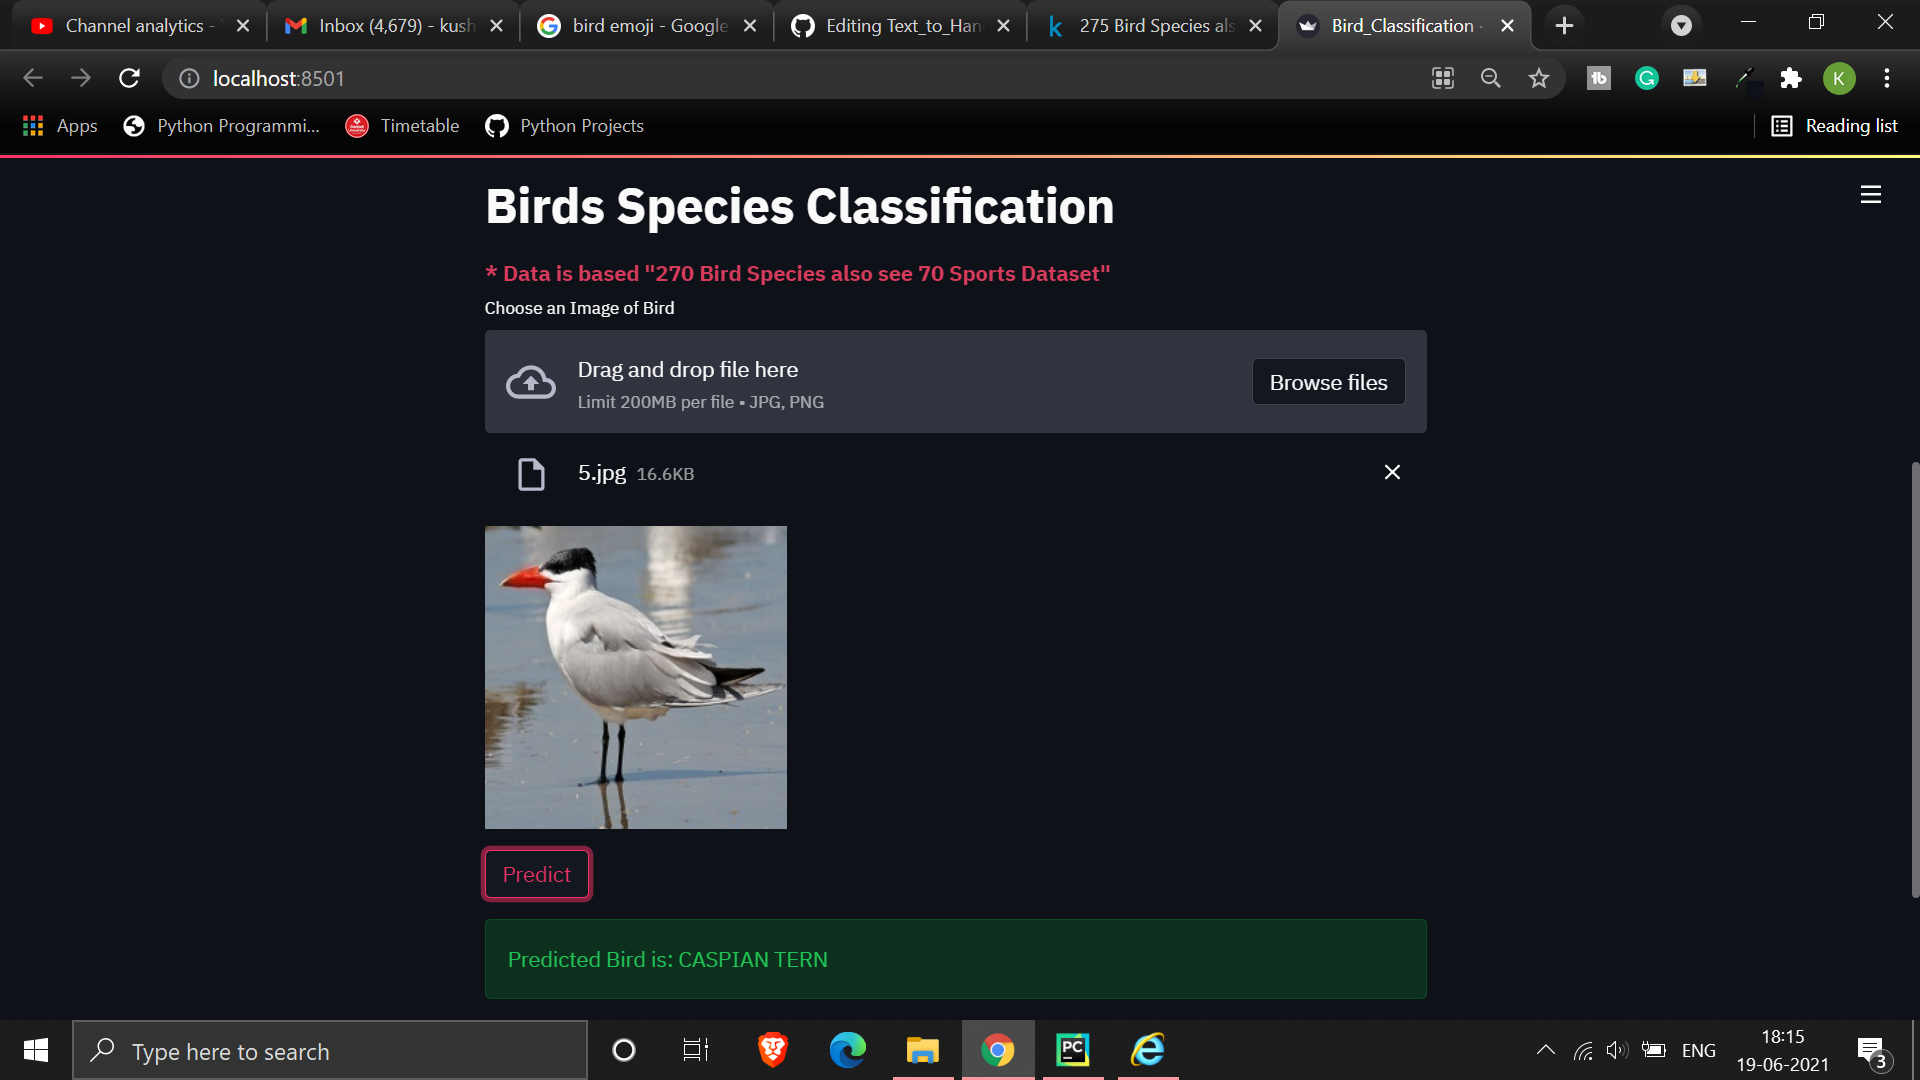 Channel analytics -
Inbox (4,679) - kush
bird emoji - Google
Editing Text_to_Han
275 Bird Species als
Bird_Classification ·
localhost:8501
K
Apps
Python Programmi...
Timetable
Python Projects
Reading list
Birds Species Classification
* Data is based "270 Bird Species also see 70 Sports Dataset"
Choose an Image of Bird
Drag and drop file here
Limit 200MB per file • JPG, PNG
Browse files
5.jpg 16.6KB
Predict
Predicted Bird is: CASPIAN TERN
Type here to search
PC
ENG
18:15
19-06-2021
3